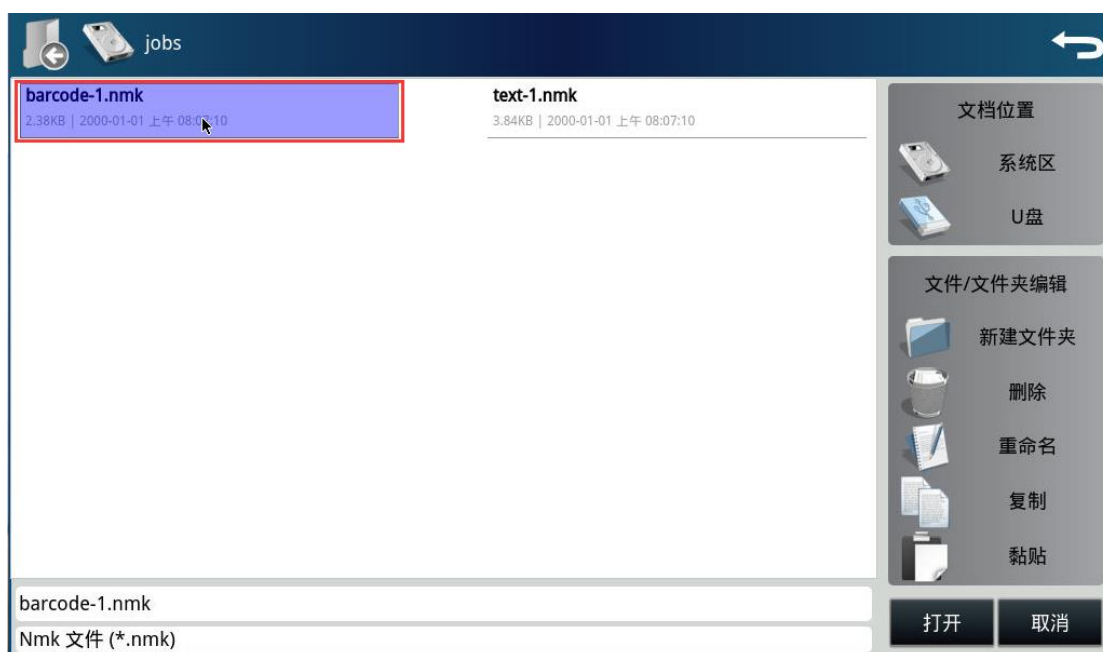 jobs
barcode-1.nmk
2.38KB | 2000-01-01 上午 08:07:10
text-1.nmk
3.84KB | 2000-01-01 上午 08:07:10
文档位置
系统区
U盘
文件/文件夹编辑
新建文件夹
删除
重命名
复制
黏贴
barcode-1.nmk
Nmk 文件 (*.nmk)
打开
取消